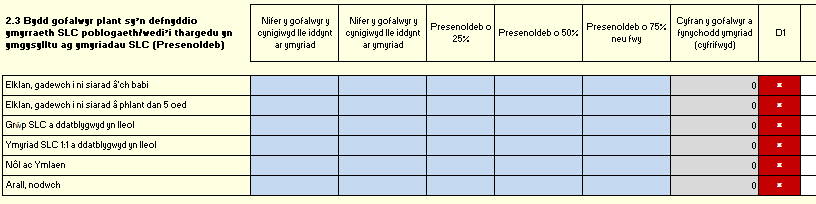 2.3 Bydd gofalwyr plant sy'n defnyddio
ymyrraeth SLC poblogaeth/wedi'i thargedu yn
ymgysylltu ag ymyriadau SLC (Presenoldeb)
Nifer y gofalwyr y
cynigiwyd lle iddynt
ar ymyriad
Nifer y gofalwyr y
cynigiwyd lle iddynt
ar ymyriad
Presenoldeb o
25%
Presenoldeb o 50%
Presenoldeb o 75%
neu fwy
Cyfran y gofalwyr a
fynychodd ymyriad
(cyfrifwyd)
D1
Elklan, gadewch i ni siarad â'ch babi 0 ×
Elklan, gadewch i ni siarad â phlant dan 5 oed 0 ×
Grŵp SLC a ddatblygwyd yn lleol 0 ×
Ymyriad SLC 1:1 a ddatblygwyd yn lleol 0 ×
Nôl ac Ymlaen 0 ×
Arall, nodwch 0 ×